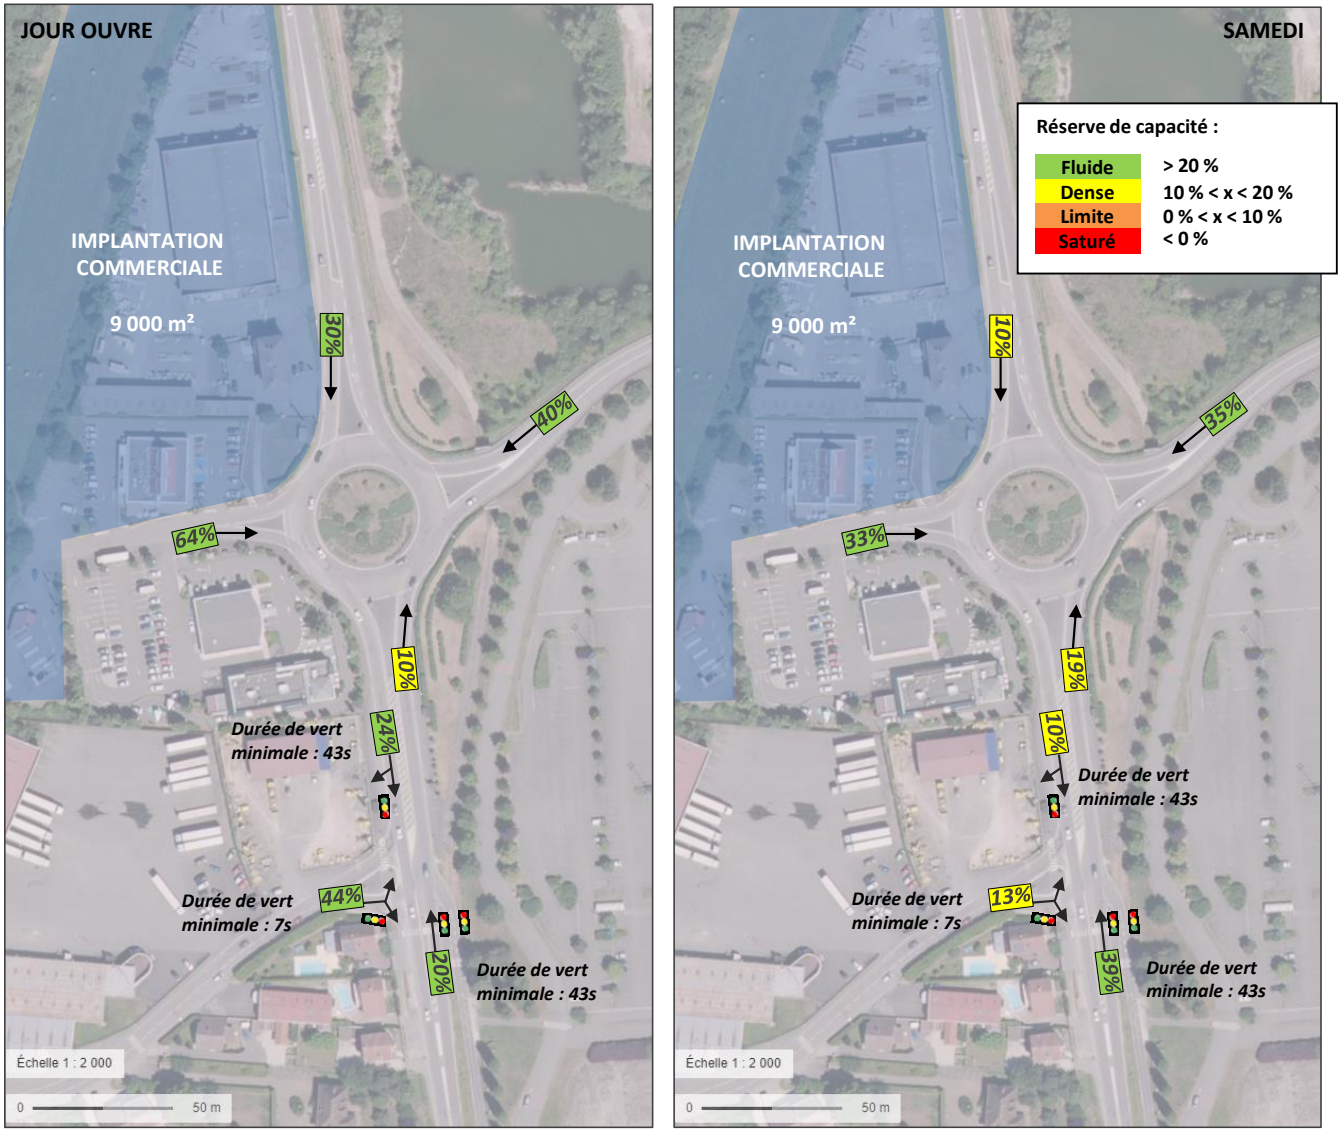 JOUR OUVRE
IMPLANTATION
COMMERCIALE
9 000 m²
30%
40%
64%
10%
24%
Durée de vert
minimale : 43s
44%
Durée de vert
minimale : 7s
20%
Durée de vert
minimale : 43s
Échelle 1 : 2 000
0 50 m
SAMEDI
Réserve de capacité :
Fluide > 20 %
Dense 10 % < x < 20 %
Limite 0 % < x < 10 %
Saturé < 0 %
IMPLANTATION
COMMERCIALE
9 000 m²
10%
35%
33%
19%
10%
Durée de vert
minimale : 43s
13%
Durée de vert
minimale : 7s
39%
Durée de vert
minimale : 43s
Échelle 1 : 2 000
0 50 m